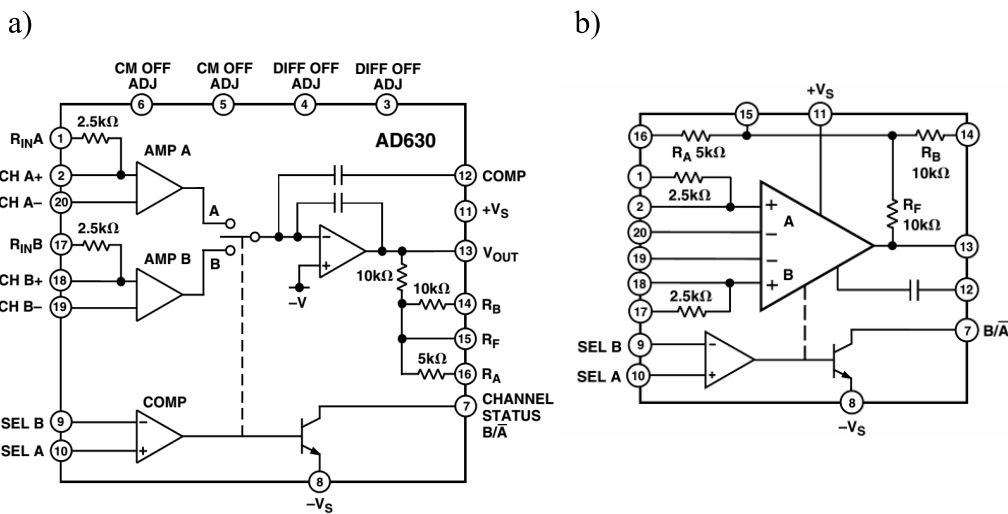 a)
CM OFF ADJ
CM OFF ADJ
DIFF OFF ADJ
DIFF OFF ADJ
6
5
4
3
AD630
RINA
1
2.5kΩ
CH A+
2
CH A–
20
AMP A
RINB
17
2.5kΩ
CH B+
18
CH B–
19
AMP B
A
B
–
+
–V
12
COMP
11
+VS
13
VOUT
10kΩ
10kΩ
14
RB
15
RF
5kΩ
16
RA
7
CHANNEL
STATUS
B/A̅
SEL B
9
SEL A
10
COMP
–
+
8
–VS
b)
+VS
15
11
16
RA 5kΩ
14
RB
10kΩ
1
2.5kΩ
2
20
19
18
17
2.5kΩ
+
A
–
–
B
+
RF
10kΩ
13
12
7
B/A̅
SEL B
9
SEL A
10
–
+
8
–VS